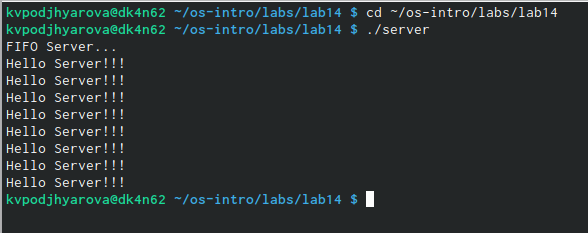 kvpodjhyarova@dk4n62 ~/os-intro/labs/lab14 $ cd ~/os-intro/labs/lab14
kvpodjhyarova@dk4n62 ~/os-intro/labs/lab14 $ ./server
FIFO Server...
Hello Server!!!
Hello Server!!!
Hello Server!!!
Hello Server!!!
Hello Server!!!
Hello Server!!!
Hello Server!!!
Hello Server!!!
kvpodjhyarova@dk4n62 ~/os-intro/labs/lab14 $